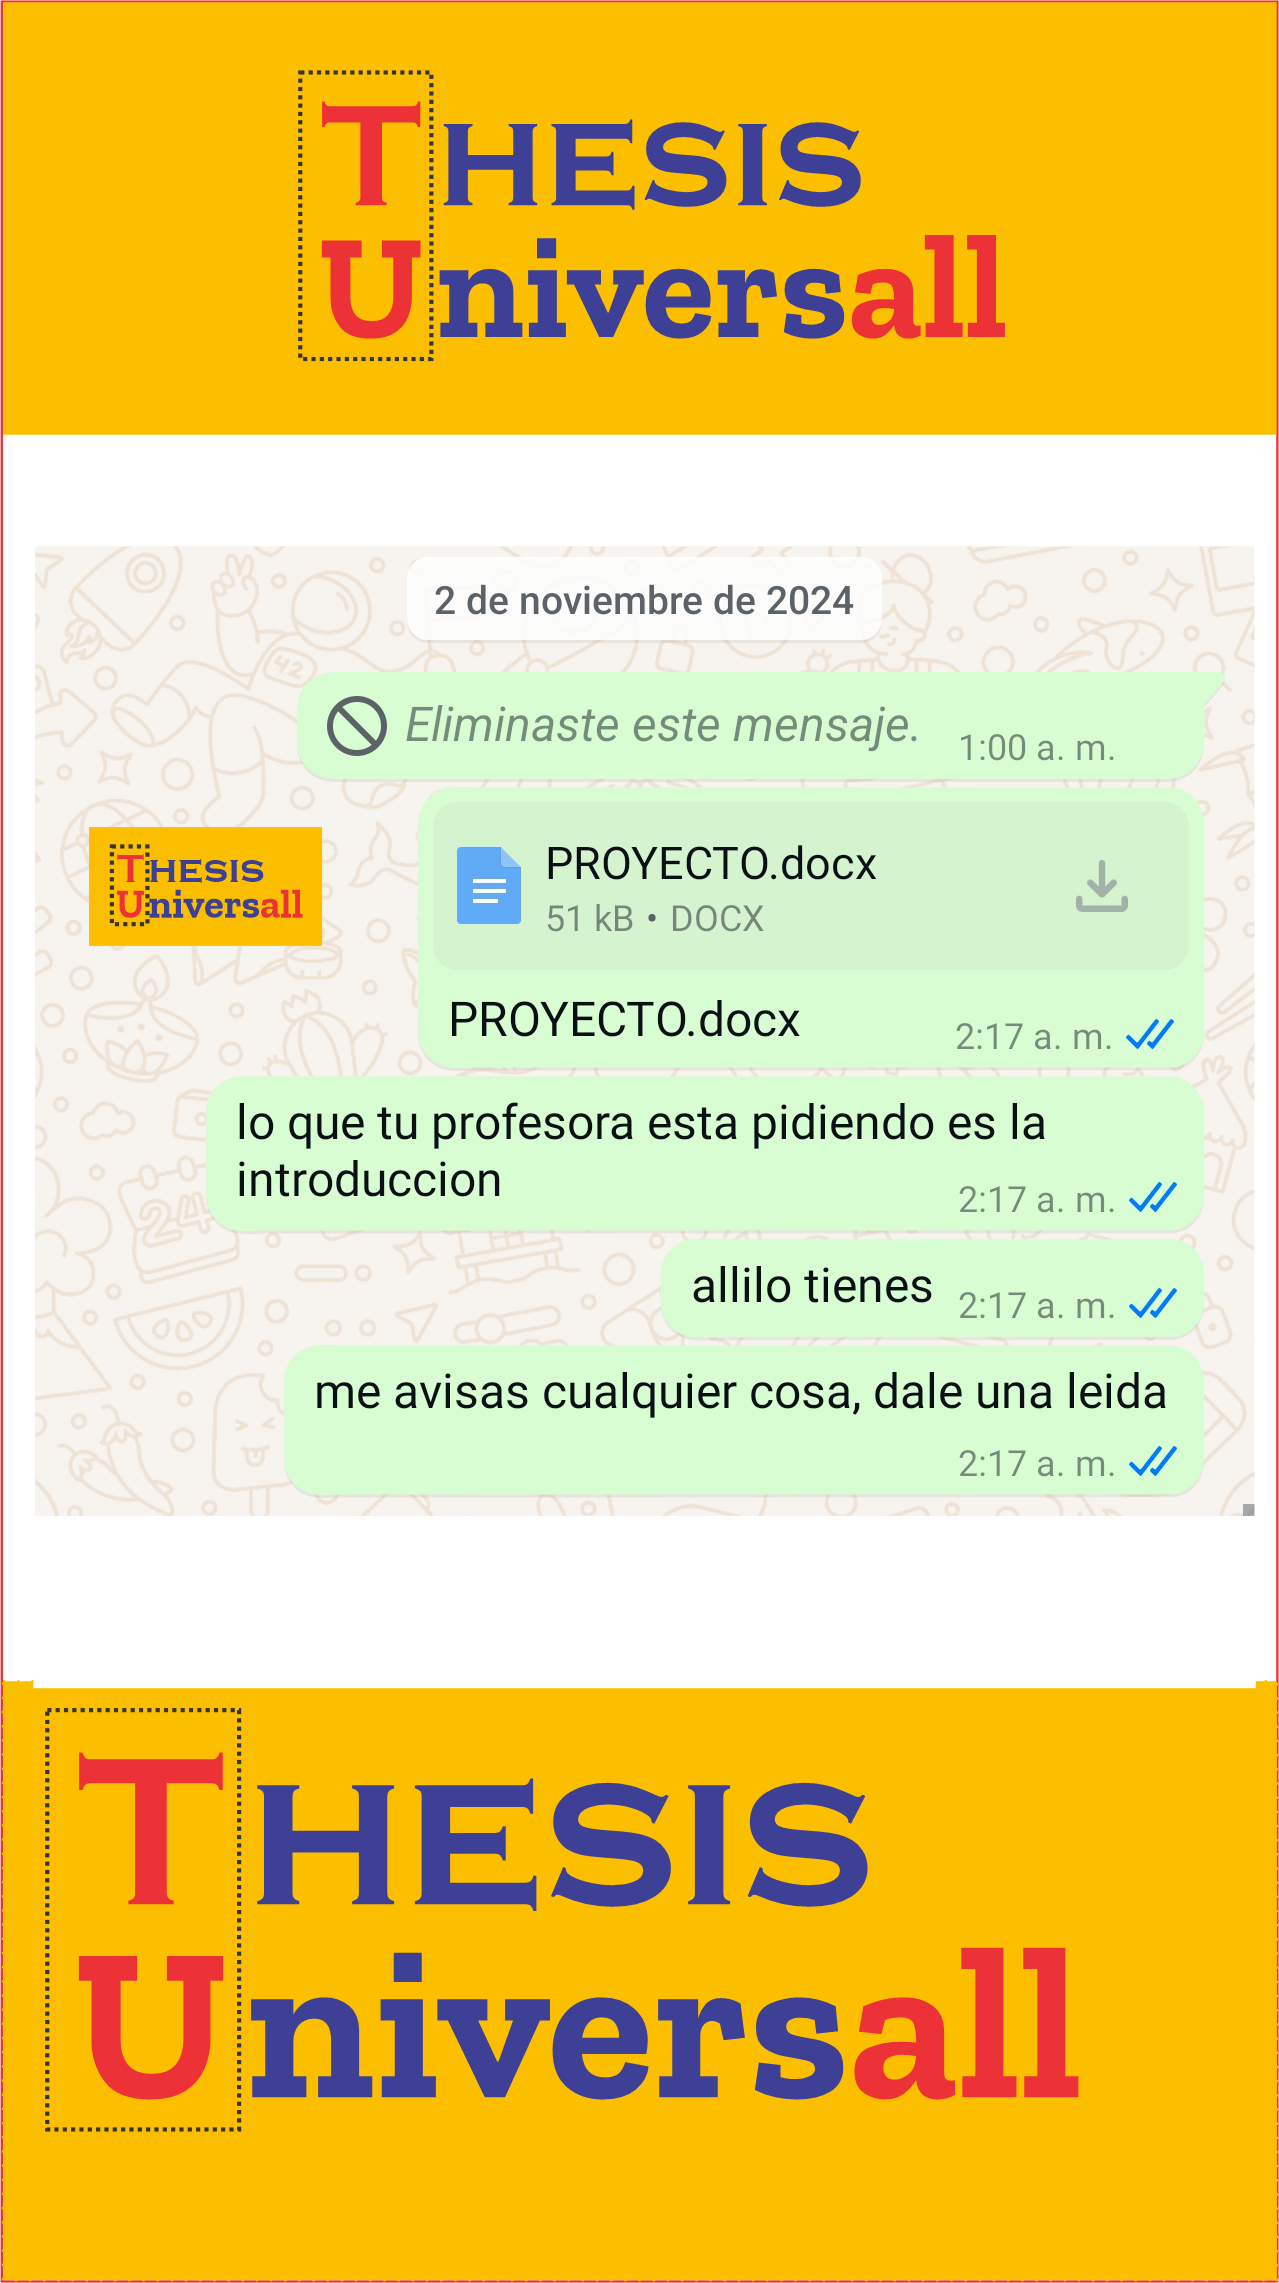 THESIS
Universall
2 de noviembre de 2024
Eliminaste este mensaje.
1:00 a. m.
THESIS
Universall
PROYECTO.docx
51 kB • DOCX
PROYECTO.docx
2:17 a. m.
lo que tu profesora esta pidiendo es la
introduccion
2:17 a. m.
allilo tienes
2:17 a. m.
me avisas cualquier cosa, dale una leida
2:17 a. m.
THESIS
Universall